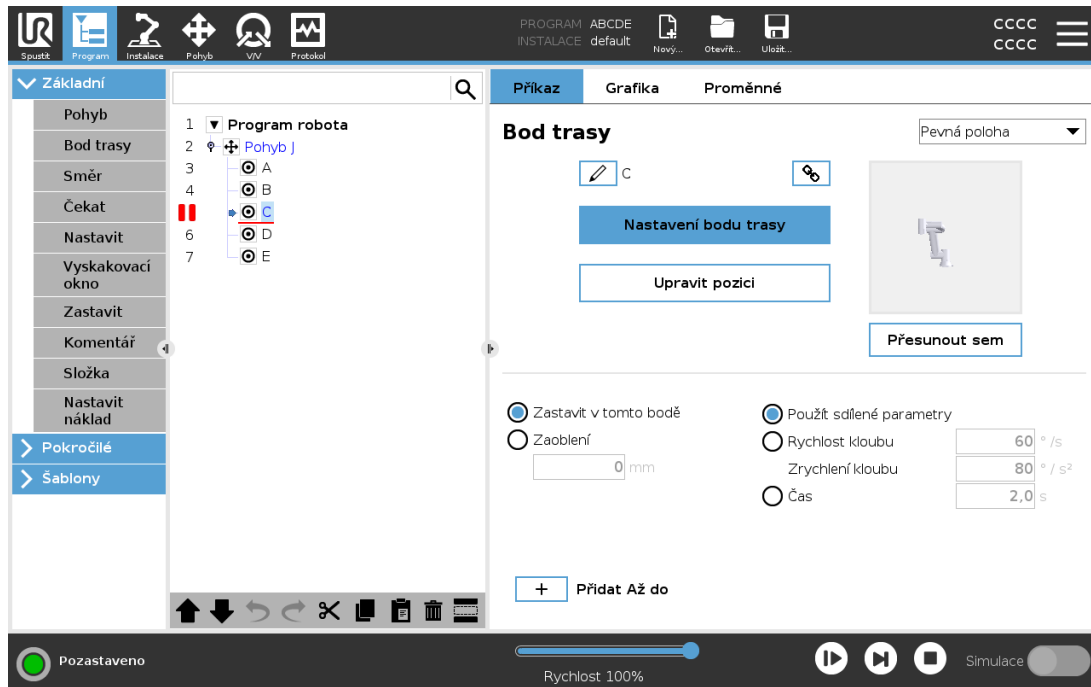 PROGRAM ABCDE
INSTALACE default
Spustit
Program
Instalace
Pohyb
V/V
Protokol
Nový...
Otevřít...
Uložit...
CCCC
CCCC
Základní
Pohyb
Bod trasy
Směr
Čekat
Nastavit
Vyskakovací
okno
Zastavit
Komentář
Složka
Nastavit
náklad
Pokročilé
Šablony
1 Program robota
2 Pohyb J
3 A
4 B
C
6 D
7 E
Příkaz Grafika Proměnné
Bod trasy
Pevná poloha
C
Nastavení bodu trasy
Upravit pozici
Přesunout sem
Zastavit v tomto bodě
Zaoblení
0 mm
Použít sdílené parametry
Rychlost kloubu 60 ° /s
Zrychlení kloubu 80 ° / s²
Čas 2,0 s
+ Přidat Až do
Pozastaveno
Rychlost 100%
Simulace